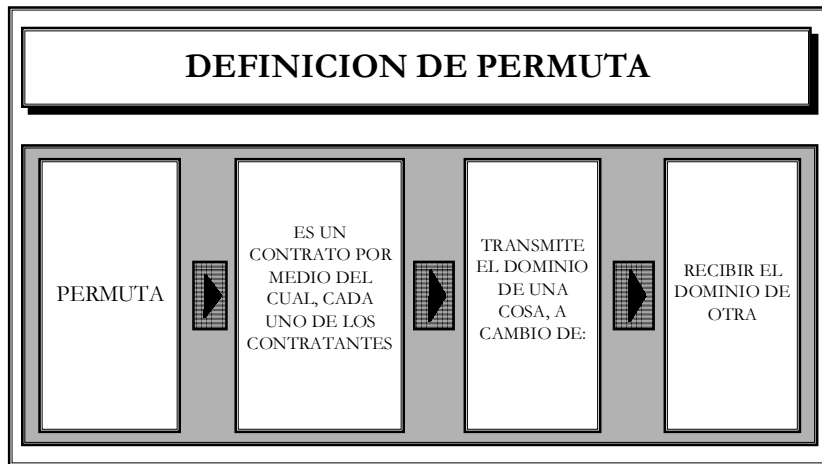 DEFINICION DE PERMUTA
PERMUTA
ES UN
CONTRATO POR
MEDIO DEL
CUAL, CADA
UNO DE LOS
CONTRATANTES
TRANSMITE
EL DOMINIO
DE UNA
COSA, A
CAMBIO DE:
RECIBIR EL
DOMINIO DE
OTRA